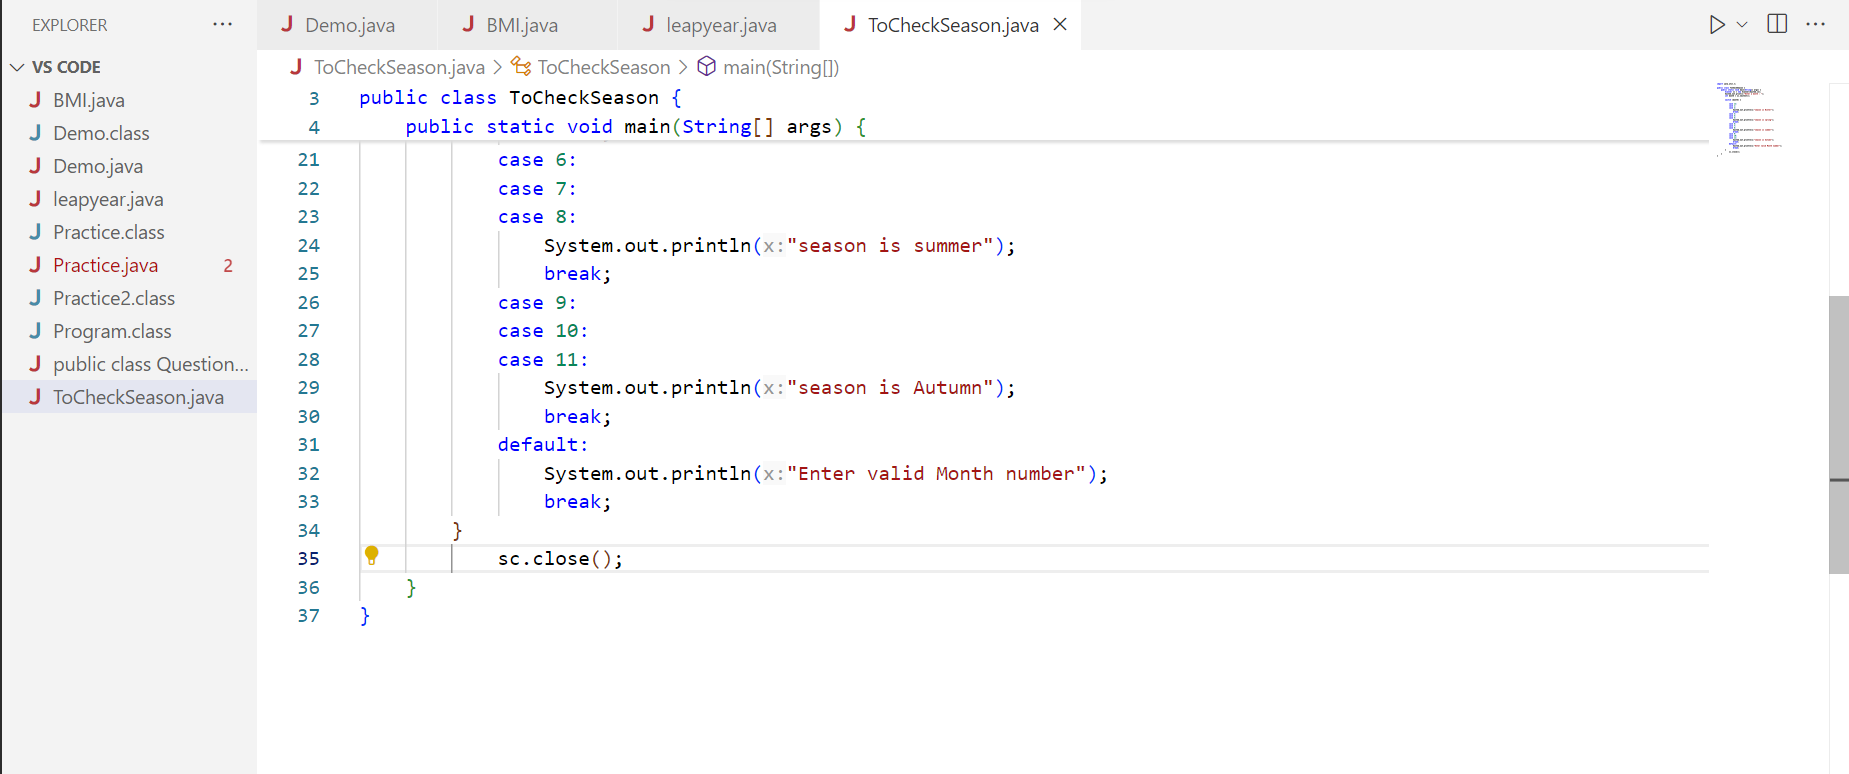 EXPLORER ...
VS CODE
BMI.java
Demo.class
Demo.java
leapyear.java
Practice.class
Practice.java 2
Practice2.class
Program.class
public class Question...
ToCheckSeason.java
Demo.java BMI.java leapyear.java ToCheckSeason.java
ToCheckSeason.java > ToCheckSeason > main(String[])
3 public class ToCheckSeason {
4 public static void main(String[] args) {
21 case 6:
22 case 7:
23 case 8:
24 System.out.println(x:"season is summer");
25 break;
26 case 9:
27 case 10:
28 case 11:
29 System.out.println(x:"season is Autumn");
30 break;
31 default:
32 System.out.println(x:"Enter valid Month number");
33 break;
34 }
35 sc.close();
36 }
37 }